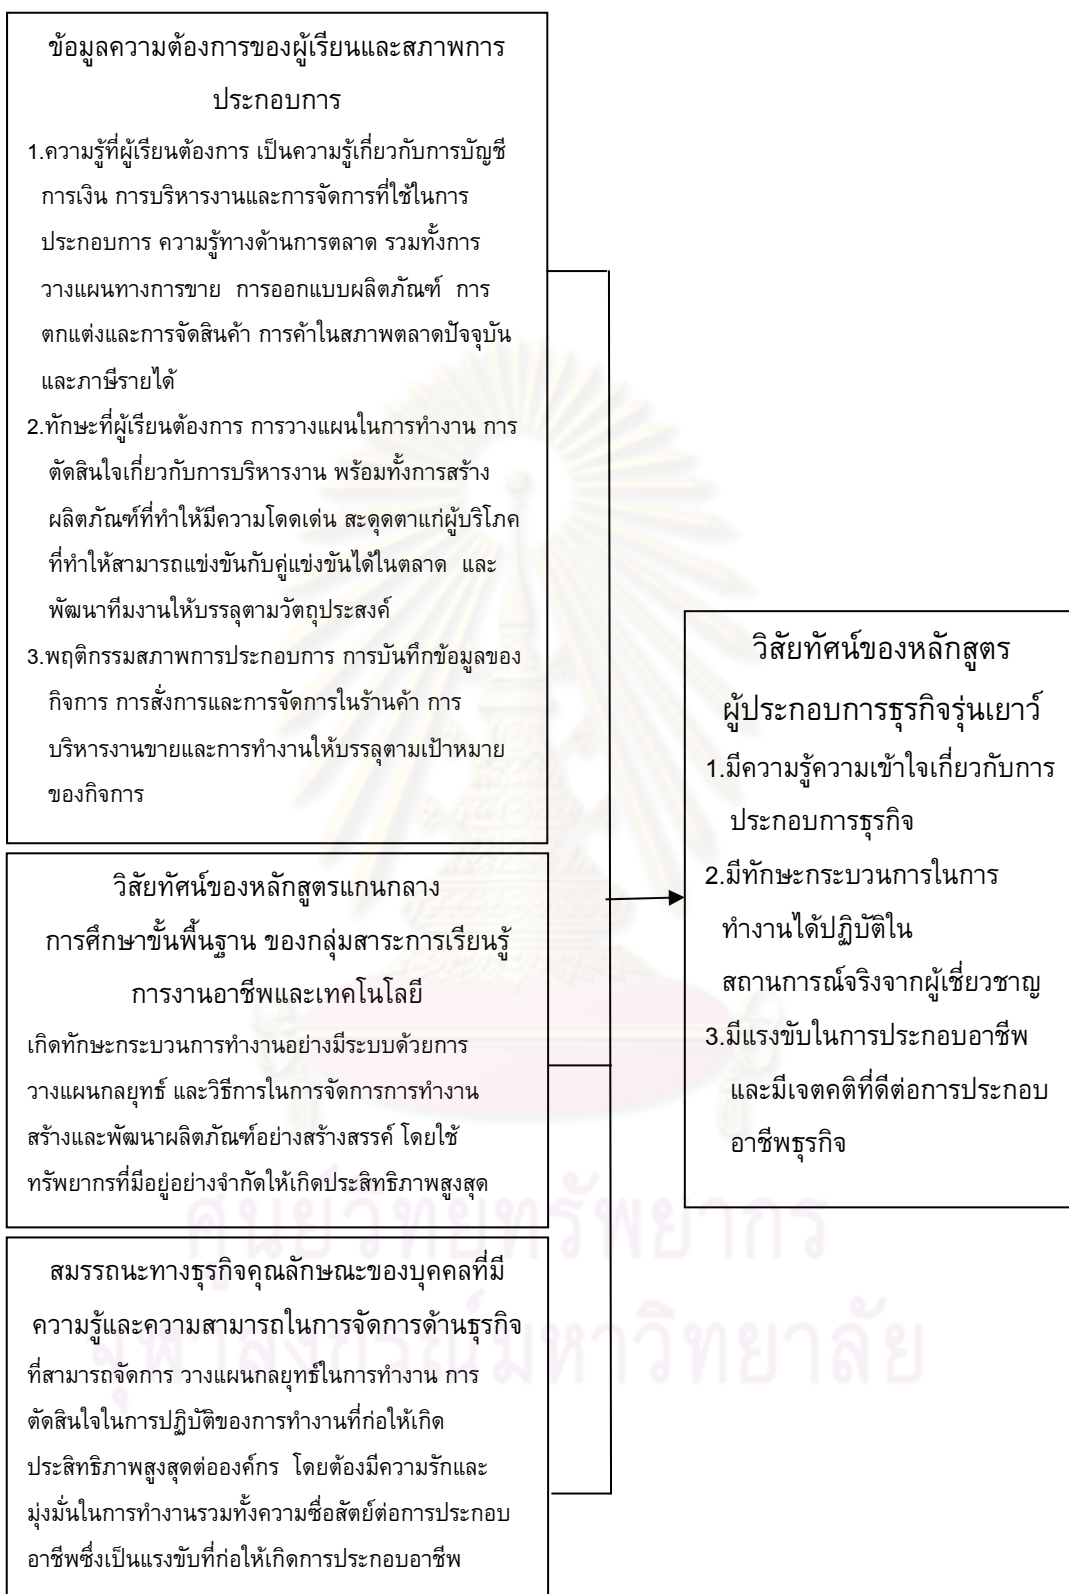 ข้อมูลความต้องการของผู้เรียนและสภาพการ
ประกอบการ
1.ความรู้ที่ผู้เรียนต้องการ เป็นความรู้เกี่ยวกับการบัญชี
การเงิน การบริหารงานและการจัดการที่ใช้ในการ
ประกอบการ ความรู้ทางด้านการตลาด รวมทั้งการ
วางแผนทางการขาย การออกแบบผลิตภัณฑ์ การ
ตกแต่งและการจัดสินค้า การค้าในสภาพตลาดปัจจุบัน
และภาษีรายได้
2.ทักษะที่ผู้เรียนต้องการ การวางแผนในการทำงาน การ
ตัดสินใจเกี่ยวกับการบริหารงาน พร้อมทั้งการสร้าง
ผลิตภัณฑ์ที่ทำให้มีความโดดเด่น สะดุดตาแก่ผู้บริโภค
ที่ทำให้สามารถแข่งขันกับคู่แข่งขันได้ในตลาด และ
พัฒนาทีมงานให้บรรลุตามวัตถุประสงค์
3.พฤติกรรมสภาพการประกอบการ การบันทึกข้อมูลของ
กิจการ การสั่งการและการจัดการในร้านค้า การ
บริหารงานขายและการทำงานให้บรรลุตามเป้าหมาย
ของกิจการ
วิสัยทัศน์ของหลักสูตรแกนกลาง
การศึกษาขั้นพื้นฐาน ของกลุ่มสาระการเรียนรู้
การงานอาชีพและเทคโนโลยี
เกิดทักษะกระบวนการทำงานอย่างมีระบบด้วยการ
วางแผนกลยุทธ์ และวิธีการในการจัดการการทำงาน
สร้างและพัฒนาผลิตภัณฑ์อย่างสร้างสรรค์ โดยใช้
ทรัพยากรที่มีอยู่อย่างจำกัดให้เกิดประสิทธิภาพสูงสุด
สมรรถนะทางธุรกิจคุณลักษณะของบุคคลที่มี
ความรู้และความสามารถในการจัดการด้านธุรกิจ
ที่สามารถจัดการ วางแผนกลยุทธ์ในการทำงาน การ
ตัดสินใจในการปฏิบัติของการทำงานที่ก่อให้เกิด
ประสิทธิภาพสูงสุดต่อองค์กร โดยต้องมีความรักและ
มุ่งมั่นในการทำงานรวมทั้งความซื่อสัตย์ต่อการประกอบ
อาชีพซึ่งเป็นแรงขับที่ก่อให้เกิดการประกอบอาชีพ
วิสัยทัศน์ของหลักสูตร
ผู้ประกอบการธุรกิจรุ่นเยาว์
1.มีความรู้ความเข้าใจเกี่ยวกับการ
ประกอบการธุรกิจ
2.มีทักษะกระบวนการในการ
ทำงานได้ปฏิบัติใน
สถานการณ์จริงจากผู้เชี่ยวชาญ
3.มีแรงขับในการประกอบอาชีพ
และมีเจตคติที่ดีต่อการประกอบ
อาชีพธุรกิจ
ศูนย์วิทยทรัพยากร
จุฬาลงกรณ์มหาวิทยาลัย